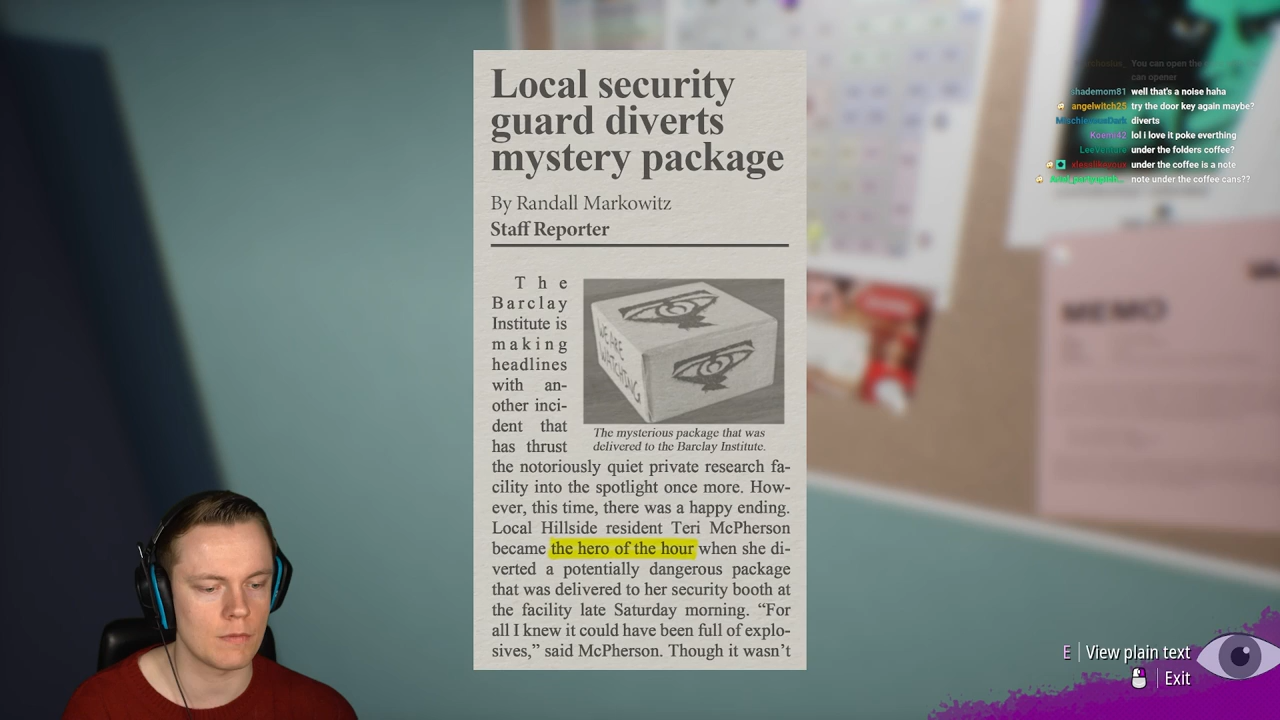 Local security
guard diverts
mystery package
By Randall Markowitz
Staff Reporter
The
Barclay
Institute is
making
headlines
with an-
other inci-
dent that
has thrust
WE ARE WATCHING
The mysterious package that was
delivered to the Barclay Institute.
the notoriously quiet private research fa-
cility into the spotlight once more. How-
ever, this time, there was a happy ending.
Local Hillside resident Teri McPherson
became the hero of the hour when she di-
verted a potentially dangerous package
that was delivered to her security booth at
the facility late Saturday morning. “For
all I knew it could have been full of explo-
sives,” said McPherson. Though it wasn’t
MEMO
You can open the
can opener
shademom81 well that's a noise haha
angelwitch25 try the door key again maybe?
diverts
Koemi42 lol i love it poke everthing
LeeVenture under the folders coffee?
under the coffee is a note
note under the coffee cans??
E | View plain text
| Exit